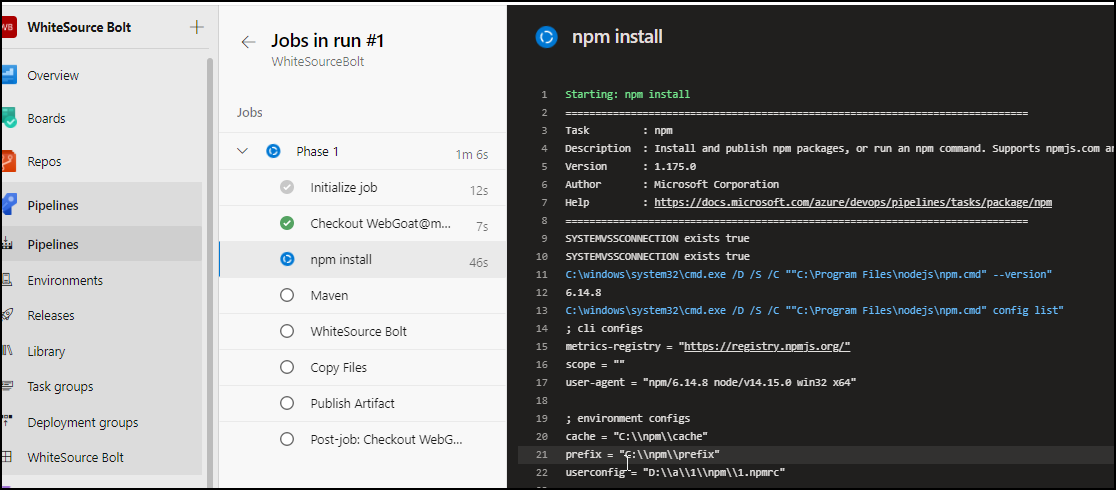 WB WhiteSource Bolt +
Overview
Boards
Repos
Pipelines
Pipelines
Environments
Releases
Library
Task groups
Deployment groups
WhiteSource Bolt
Jobs in run #1
WhiteSourceBolt
Jobs
Phase 1 1m 6s
Initialize job 12s
Checkout WebGoat@m... 7s
npm install 46s
Maven
WhiteSource Bolt
Copy Files
Publish Artifact
Post-job: Checkout WebG...
npm install
1 Starting: npm install
2 ==============================================================================
3 Task : npm
4 Description : Install and publish npm packages, or run an npm command. Supports npmjs.com an
5 Version : 1.175.0
6 Author : Microsoft Corporation
7 Help : https://docs.microsoft.com/azure/devops/pipelines/tasks/package/npm
8 ==============================================================================
9 SYSTEMVSSCONNECTION exists true
10 SYSTEMVSSCONNECTION exists true
11 C:\windows\system32\cmd.exe /D /S /C ""C:\Program Files\nodejs\npm.cmd" --version"
12 6.14.8
13 C:\windows\system32\cmd.exe /D /S /C ""C:\Program Files\nodejs\npm.cmd" config list"
14 ; cli configs
15 metrics-registry = "https://registry.npmjs.org/"
16 scope = ""
17 user-agent = "npm/6.14.8 node/v14.15.0 win32 x64"
18
19 ; environment configs
20 cache = "C:\\npm\\cache"
21 prefix = "C:\\npm\\prefix"
22 userconfig = "D:\\a\\1\\npm\\1.npmrc"